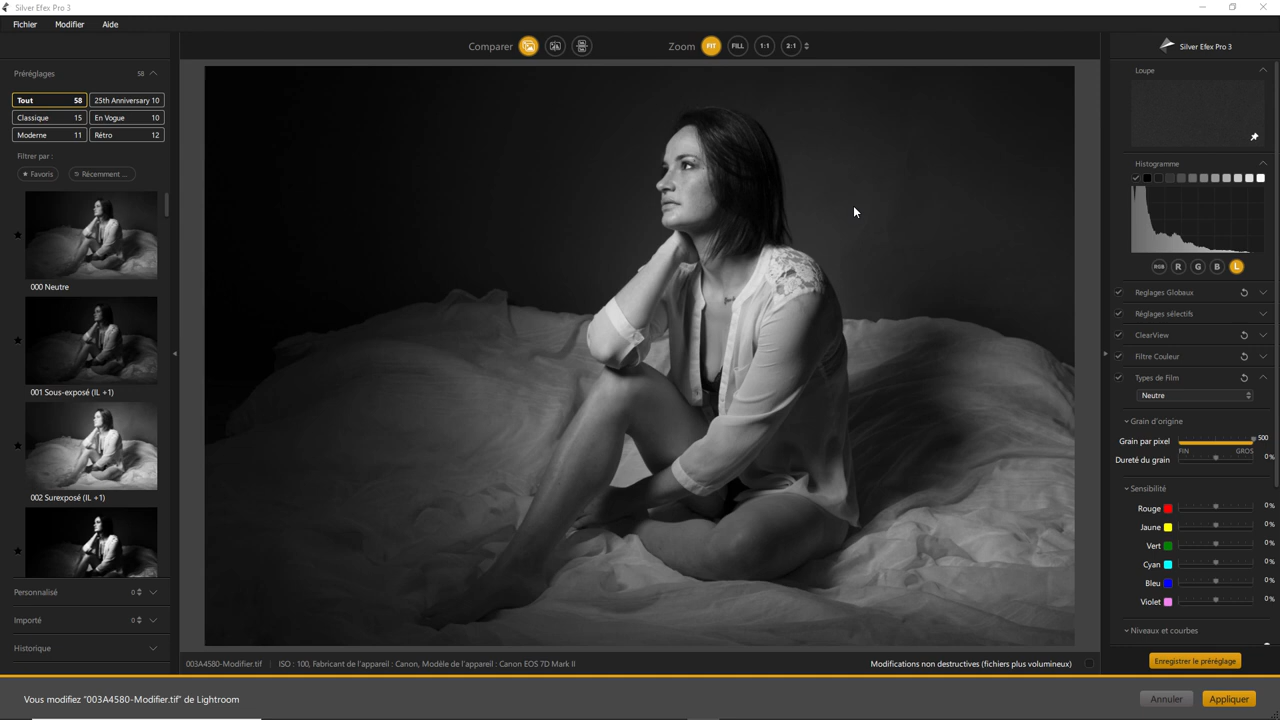 Silver Efex Pro 3
Fichier Modifier Aide
Comparer Zoom FIT FILL 1:1 2:1
Silver Efex Pro 3
Préréglages 58
Tout 58 25th Anniversary 10
Classique 15 En Vogue 10
Moderne 11 Rétro 12
Filtrer par :
Favoris Récemment ...
000 Neutre
001 Sous-exposé (IL +1)
002 Surexposé (IL +1)
Personnalisé 0
Importé 0
Historique
003A4580-Modifier.tif ISO : 100, Fabricant de l'appareil : Canon, Modèle de l'appareil : Canon EOS 7D Mark II
Modifications non destructives (fichiers plus volumineux)
Loupe
Histogramme
RGB R G B L
Reglages Globaux
Réglages sélectifs
ClearView
Filtre Couleur
Types de Film
Neutre
Grain d'origine
Grain par pixel 500
FIN GROS
Dureté du grain 0%
Sensibilité
Rouge 0%
Jaune 0%
Vert 0%
Cyan 0%
Bleu 0%
Violet 0%
Niveaux et courbes
Enregistrer le préréglage
Vous modifiez "003A4580-Modifier.tif" de Lightroom
Annuler Appliquer